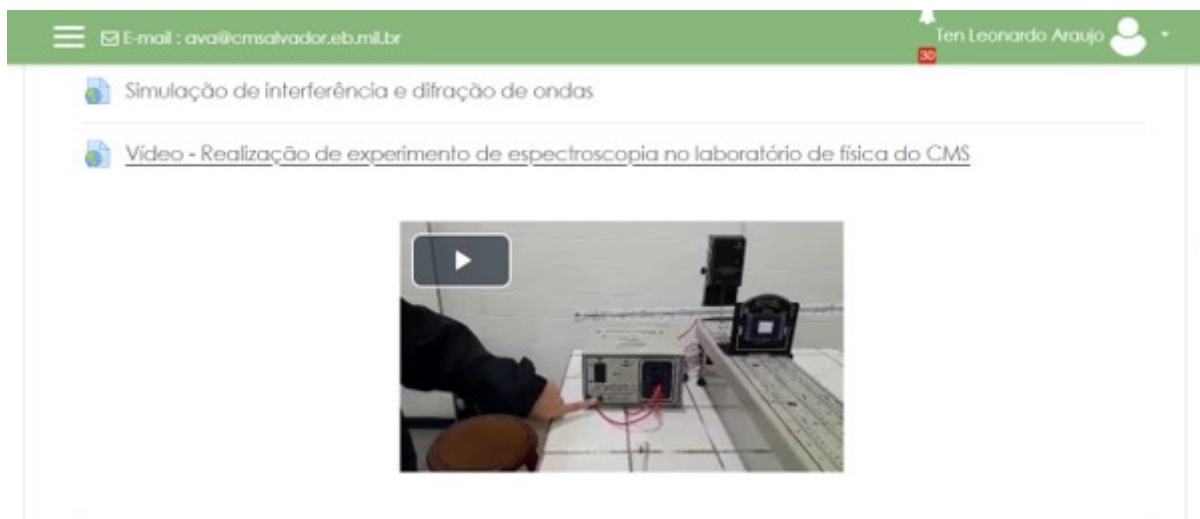 E-mail : ava@cmsalvador.eb.mil.br
Ten Leonardo Araujo
30
Simulação de interferência e difração de ondas
Vídeo - Realização de experimento de espectroscopia no laboratório de física do CMS